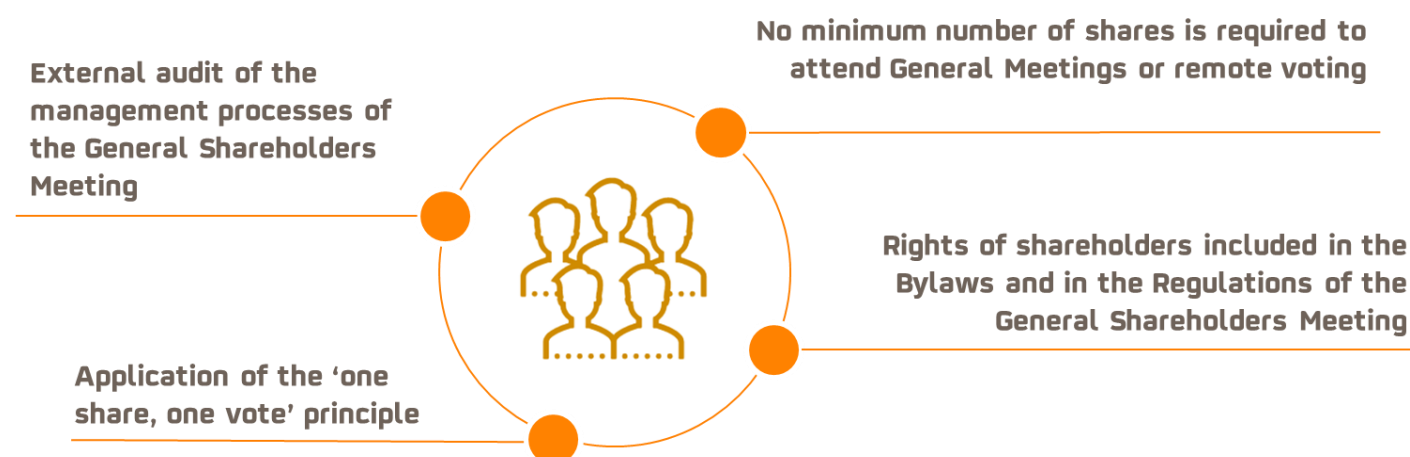 No minimum number of shares is required to
attend General Meetings or remote voting
External audit of the
management processes of
the General Shareholders
Meeting
Rights of shareholders included in the
Bylaws and in the Regulations of the
General Shareholders Meeting
Application of the ‘one
share, one vote’ principle